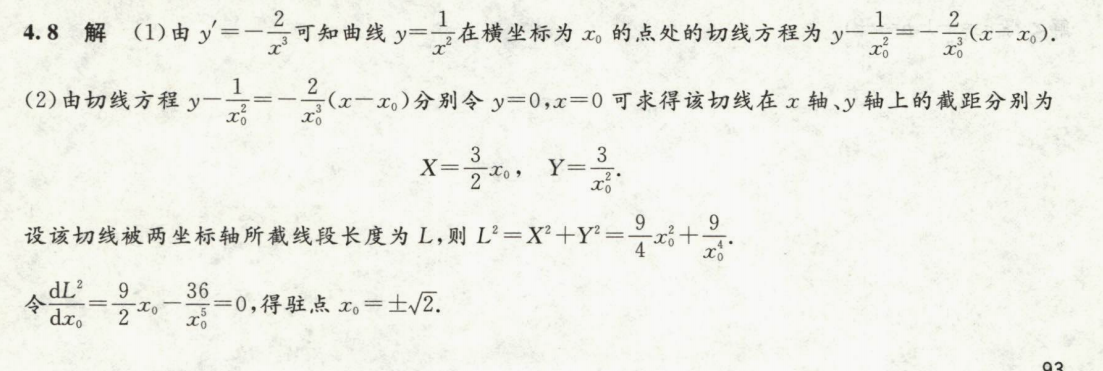 4.8 解 (1)由 y′=−\frac{2}{x^3}可知曲线 y=\frac{1}{x^2}在横坐标为 x_0 的点处的切线方程为 y−\frac{1}{x_0^2}=−\frac{2}{x_0^3}(x−x_0).
(2)由切线方程 y−\frac{1}{x_0^2}=−\frac{2}{x_0^3}(x−x_0)分别令 y=0,x=0 可求得该切线在 x 轴、y 轴上的截距分别为
X=\frac{3}{2}x_0, Y=\frac{3}{x_0^2}.
设该切线被两坐标轴所截线段长度为 L,则 L^2=X^2+Y^2=\frac{9}{4}x_0^2+\frac{9}{x_0^4}.
令\frac{dL^2}{dx_0}=\frac{9}{2}x_0−\frac{36}{x_0^5}=0,得驻点 x_0=±\sqrt{2}.
93